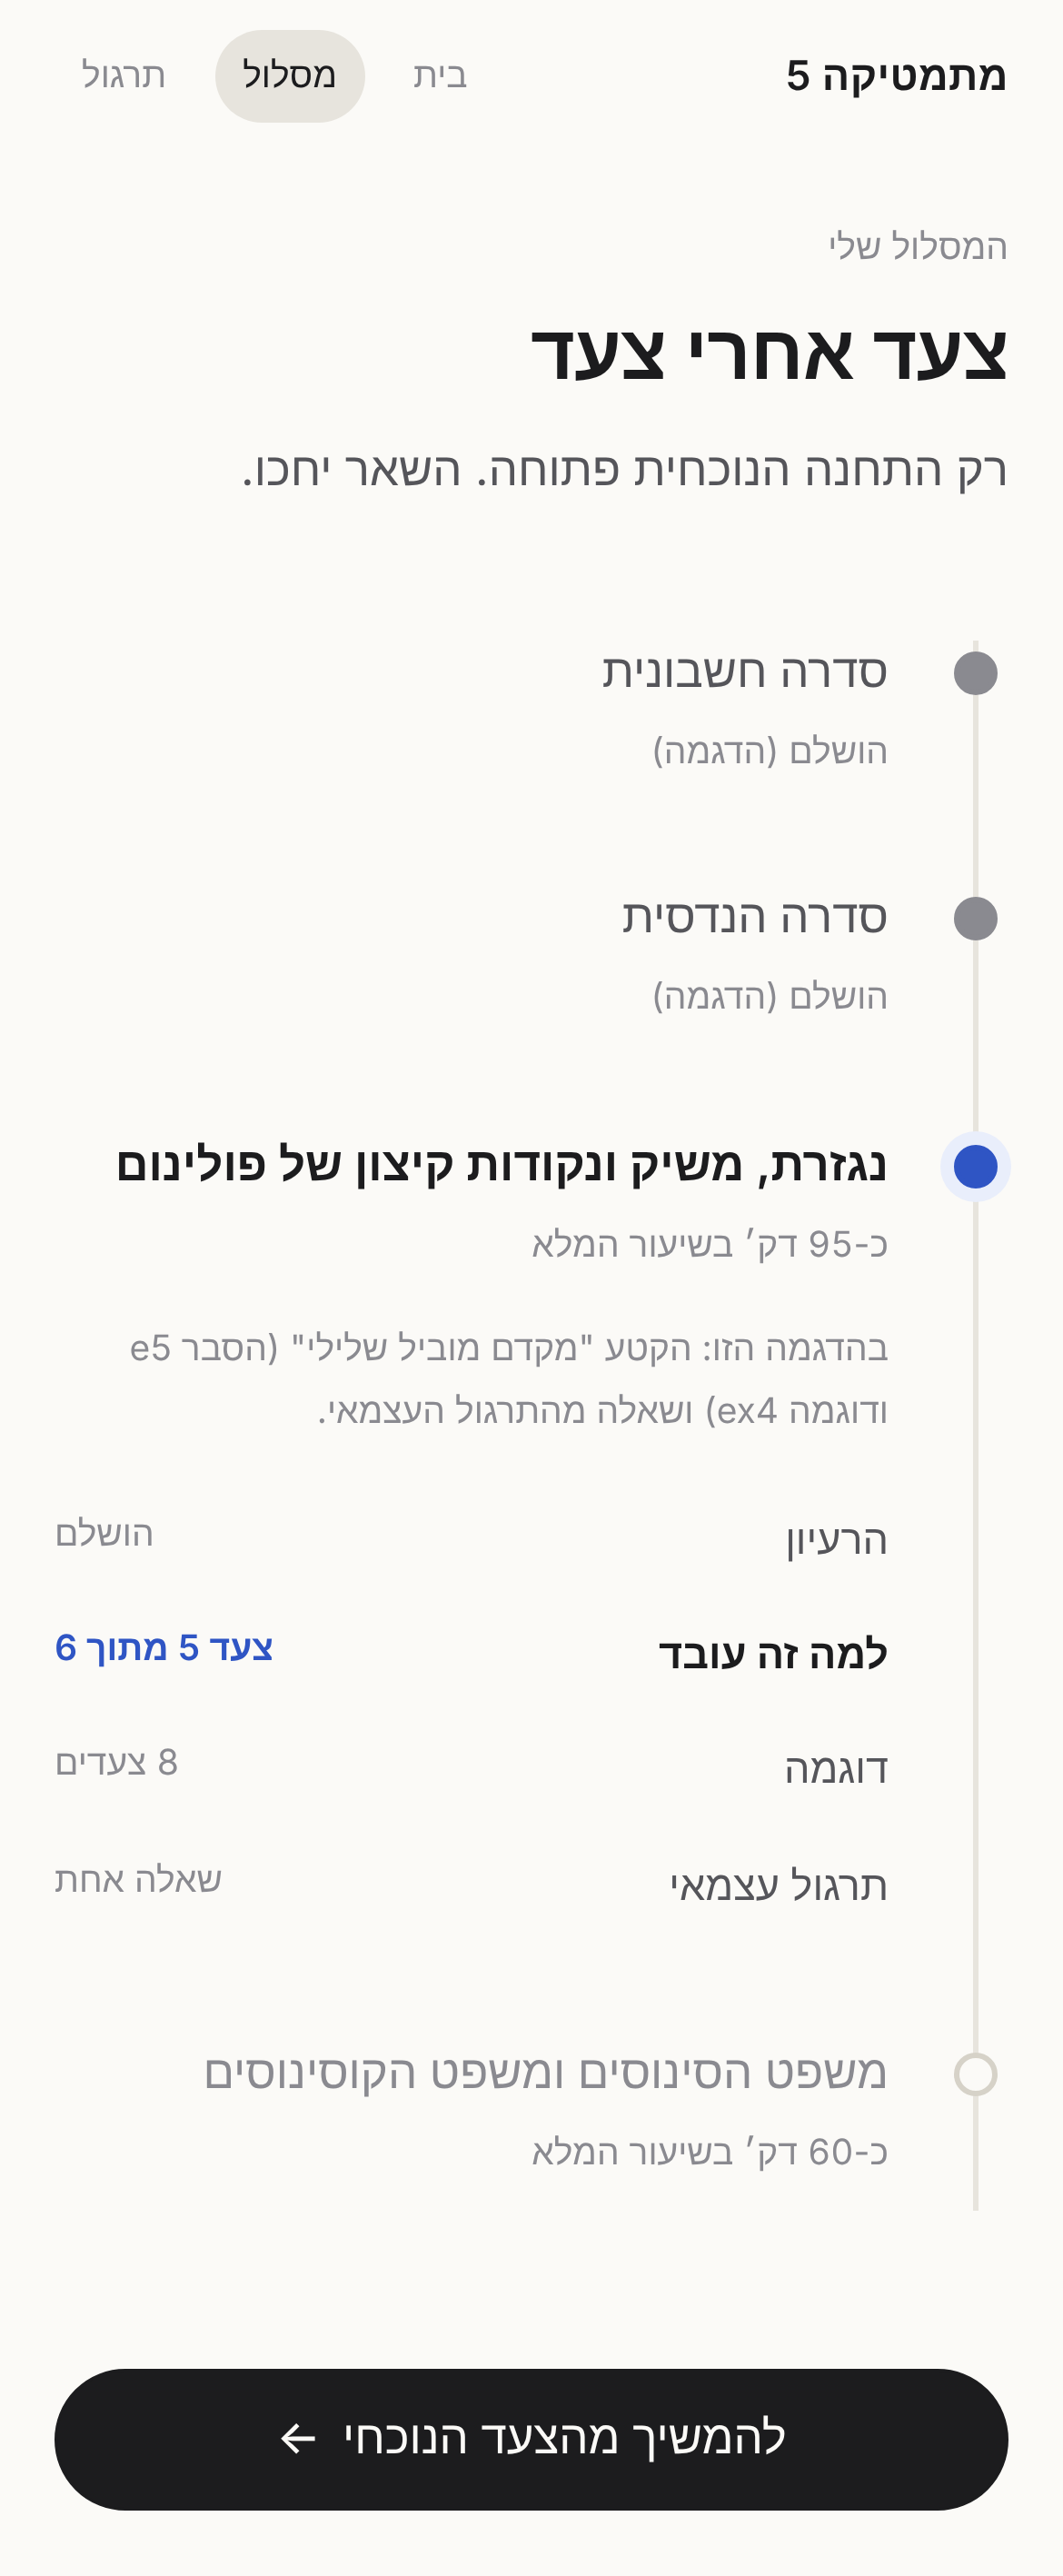 מתמטיקה 5
בית
מסלול
תרגול
המסלול שלי
צעד אחרי צעד
רק התחנה הנוכחית פתוחה. השאר יחכו.
סדרה חשבונית
הושלם (הדגמה)
סדרה הנדסית
הושלם (הדגמה)
נגזרת, משיק ונקודות קיצון של פולינום
כ-95 דק׳ בשיעור המלא
בהדגמה הזו: הקטע "מקדם מוביל שלילי" (הסבר e5
ודוגמה ex4) ושאלה מהתרגול העצמאי.
הרעיון
הושלם
למה זה עובד
צעד 5 מתוך 6
דוגמה
8 צעדים
תרגול עצמאי
שאלה אחת
משפט הסינוסים ומשפט הקוסינוסים
כ-60 דק׳ בשיעור המלא
להמשיך מהצעד הנוכחי ←